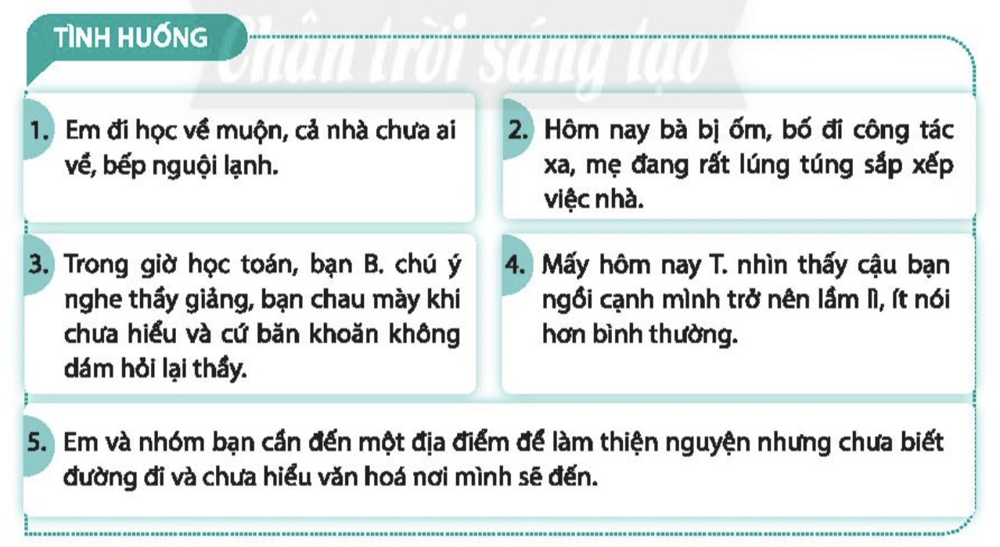 TÌNH HUỐNG
Chân trời sáng tạo
1. Em đi học về muộn, cả nhà chưa ai
về, bếp nguội lạnh.
2. Hôm nay bà bị ốm, bố đi công tác
xa, mẹ đang rất lúng túng sắp xếp
việc nhà.
3. Trong giờ học toán, bạn B. chú ý
nghe thầy giảng, bạn chau mày khi
chưa hiểu và cứ băn khoăn không
dám hỏi lại thầy.
4. Mấy hôm nay T. nhìn thấy cậu bạn
ngồi cạnh mình trở nên lầm lì, ít nói
hơn bình thường.
5. Em và nhóm bạn cần đến một địa điểm để làm thiện nguyện nhưng chưa biết
đường đi và chưa hiểu văn hoá nơi mình sẽ đến.